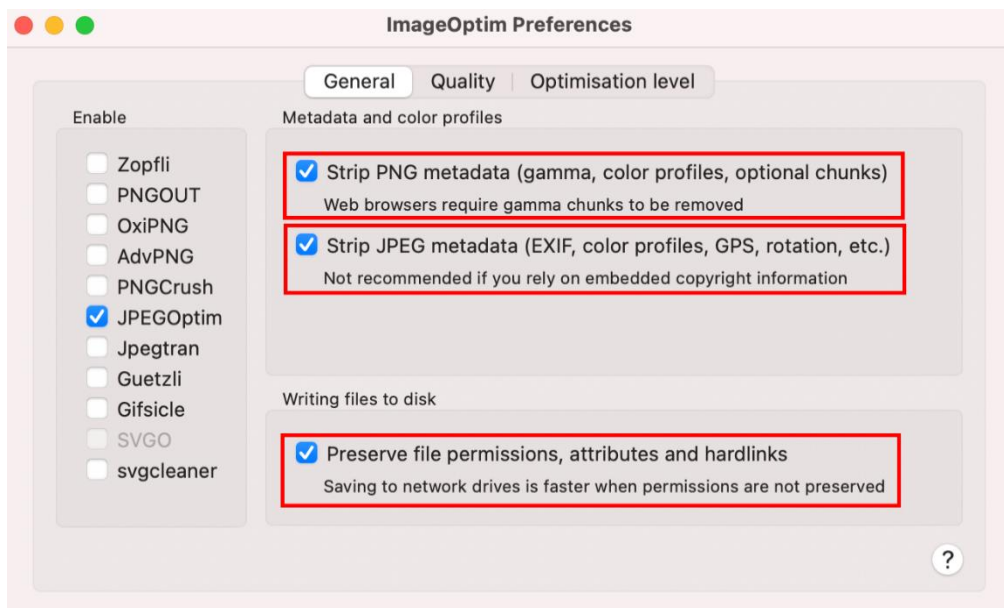 ImageOptim Preferences
General
Quality
Optimisation level
Enable
Zopfli
PNGOUT
OxiPNG
AdvPNG
PNGCrush
JPEGOptim
Jpegtran
Guetzli
Gifsicle
SVGO
svgcleaner
Metadata and color profiles
Strip PNG metadata (gamma, color profiles, optional chunks)
Web browsers require gamma chunks to be removed
Strip JPEG metadata (EXIF, color profiles, GPS, rotation, etc.)
Not recommended if you rely on embedded copyright information
Writing files to disk
Preserve file permissions, attributes and hardlinks
Saving to network drives is faster when permissions are not preserved
?